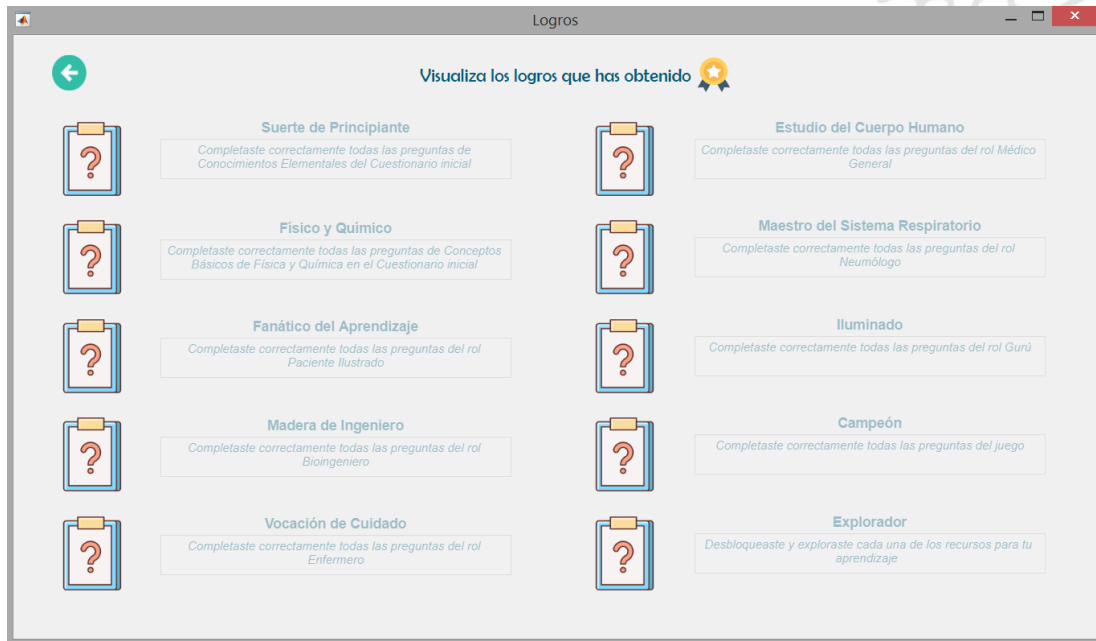 Logros
Visualiza los logros que has obtenido
Suerte de Principiante
Completaste correctamente todas las preguntas de
Conocimientos Elementales del Cuestionario inicial
Físico y Químico
Completaste correctamente todas las preguntas de Conceptos
Básicos de Física y Química en el Cuestionario inicial
Fanático del Aprendizaje
Completaste correctamente todas las preguntas del rol
Paciente Ilustrado
Madera de Ingeniero
Completaste correctamente todas las preguntas del rol
Bioingeniero
Vocación de Cuidado
Completaste correctamente todas las preguntas del rol
Enfermero
Estudio del Cuerpo Humano
Completaste correctamente todas las preguntas del rol Médico
General
Maestro del Sistema Respiratorio
Completaste correctamente todas las preguntas del rol
Neumólogo
Iluminado
Completaste correctamente todas las preguntas del rol Gurú
Campeón
Completaste correctamente todas las preguntas del juego
Explorador
Desbloqueaste y exploraste cada una de los recursos para tu
aprendizaje